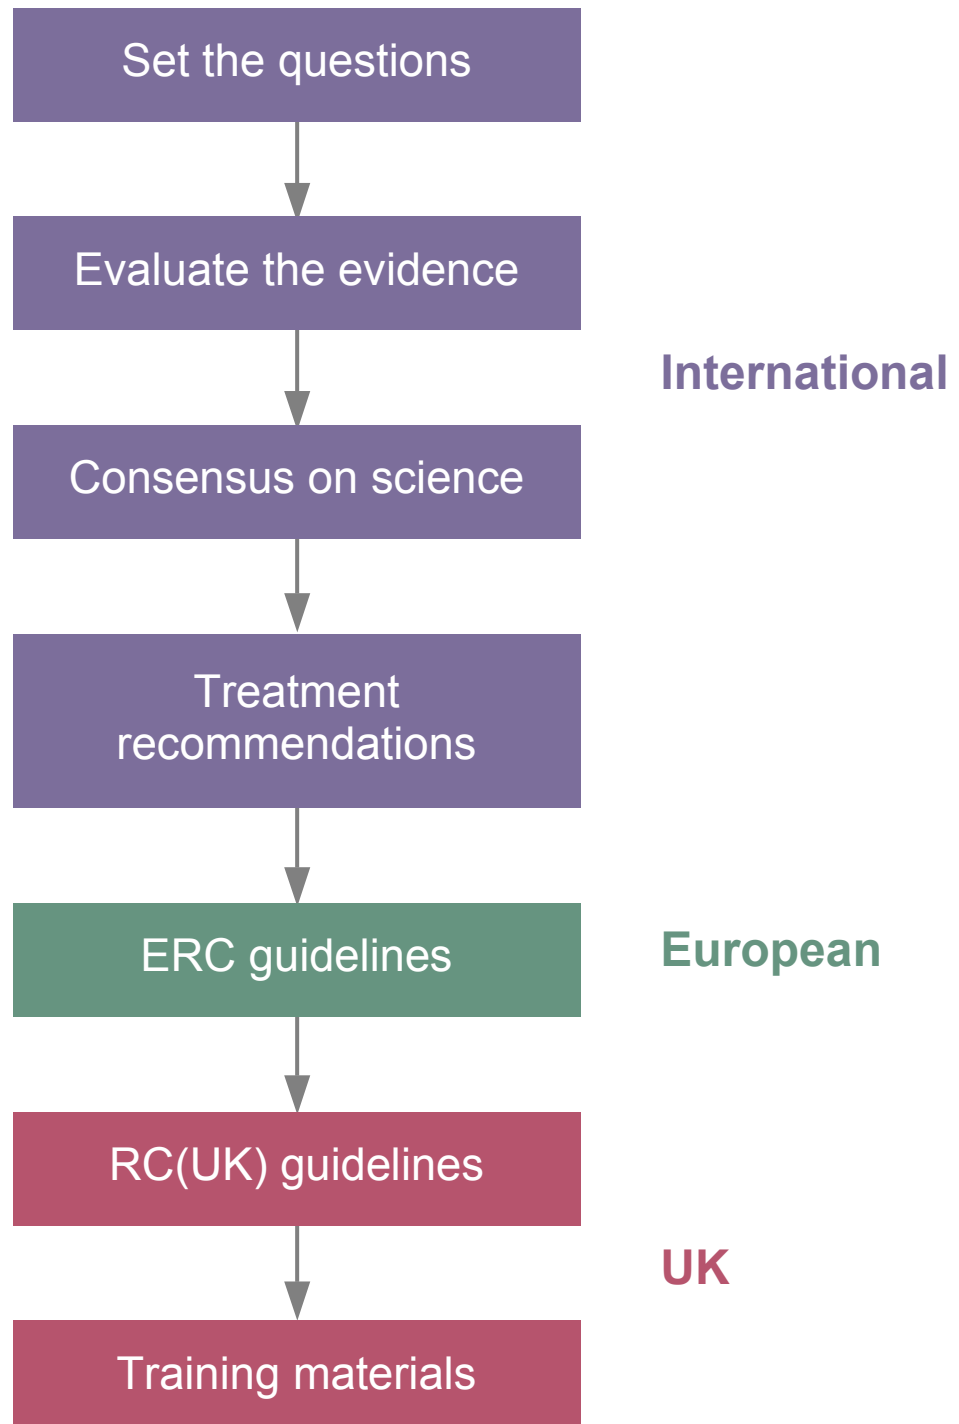 Set the questions
Evaluate the evidence
International
Consensus on science
Treatment
recommendations
ERC guidelines
European
RC(UK) guidelines
UK
Training materials